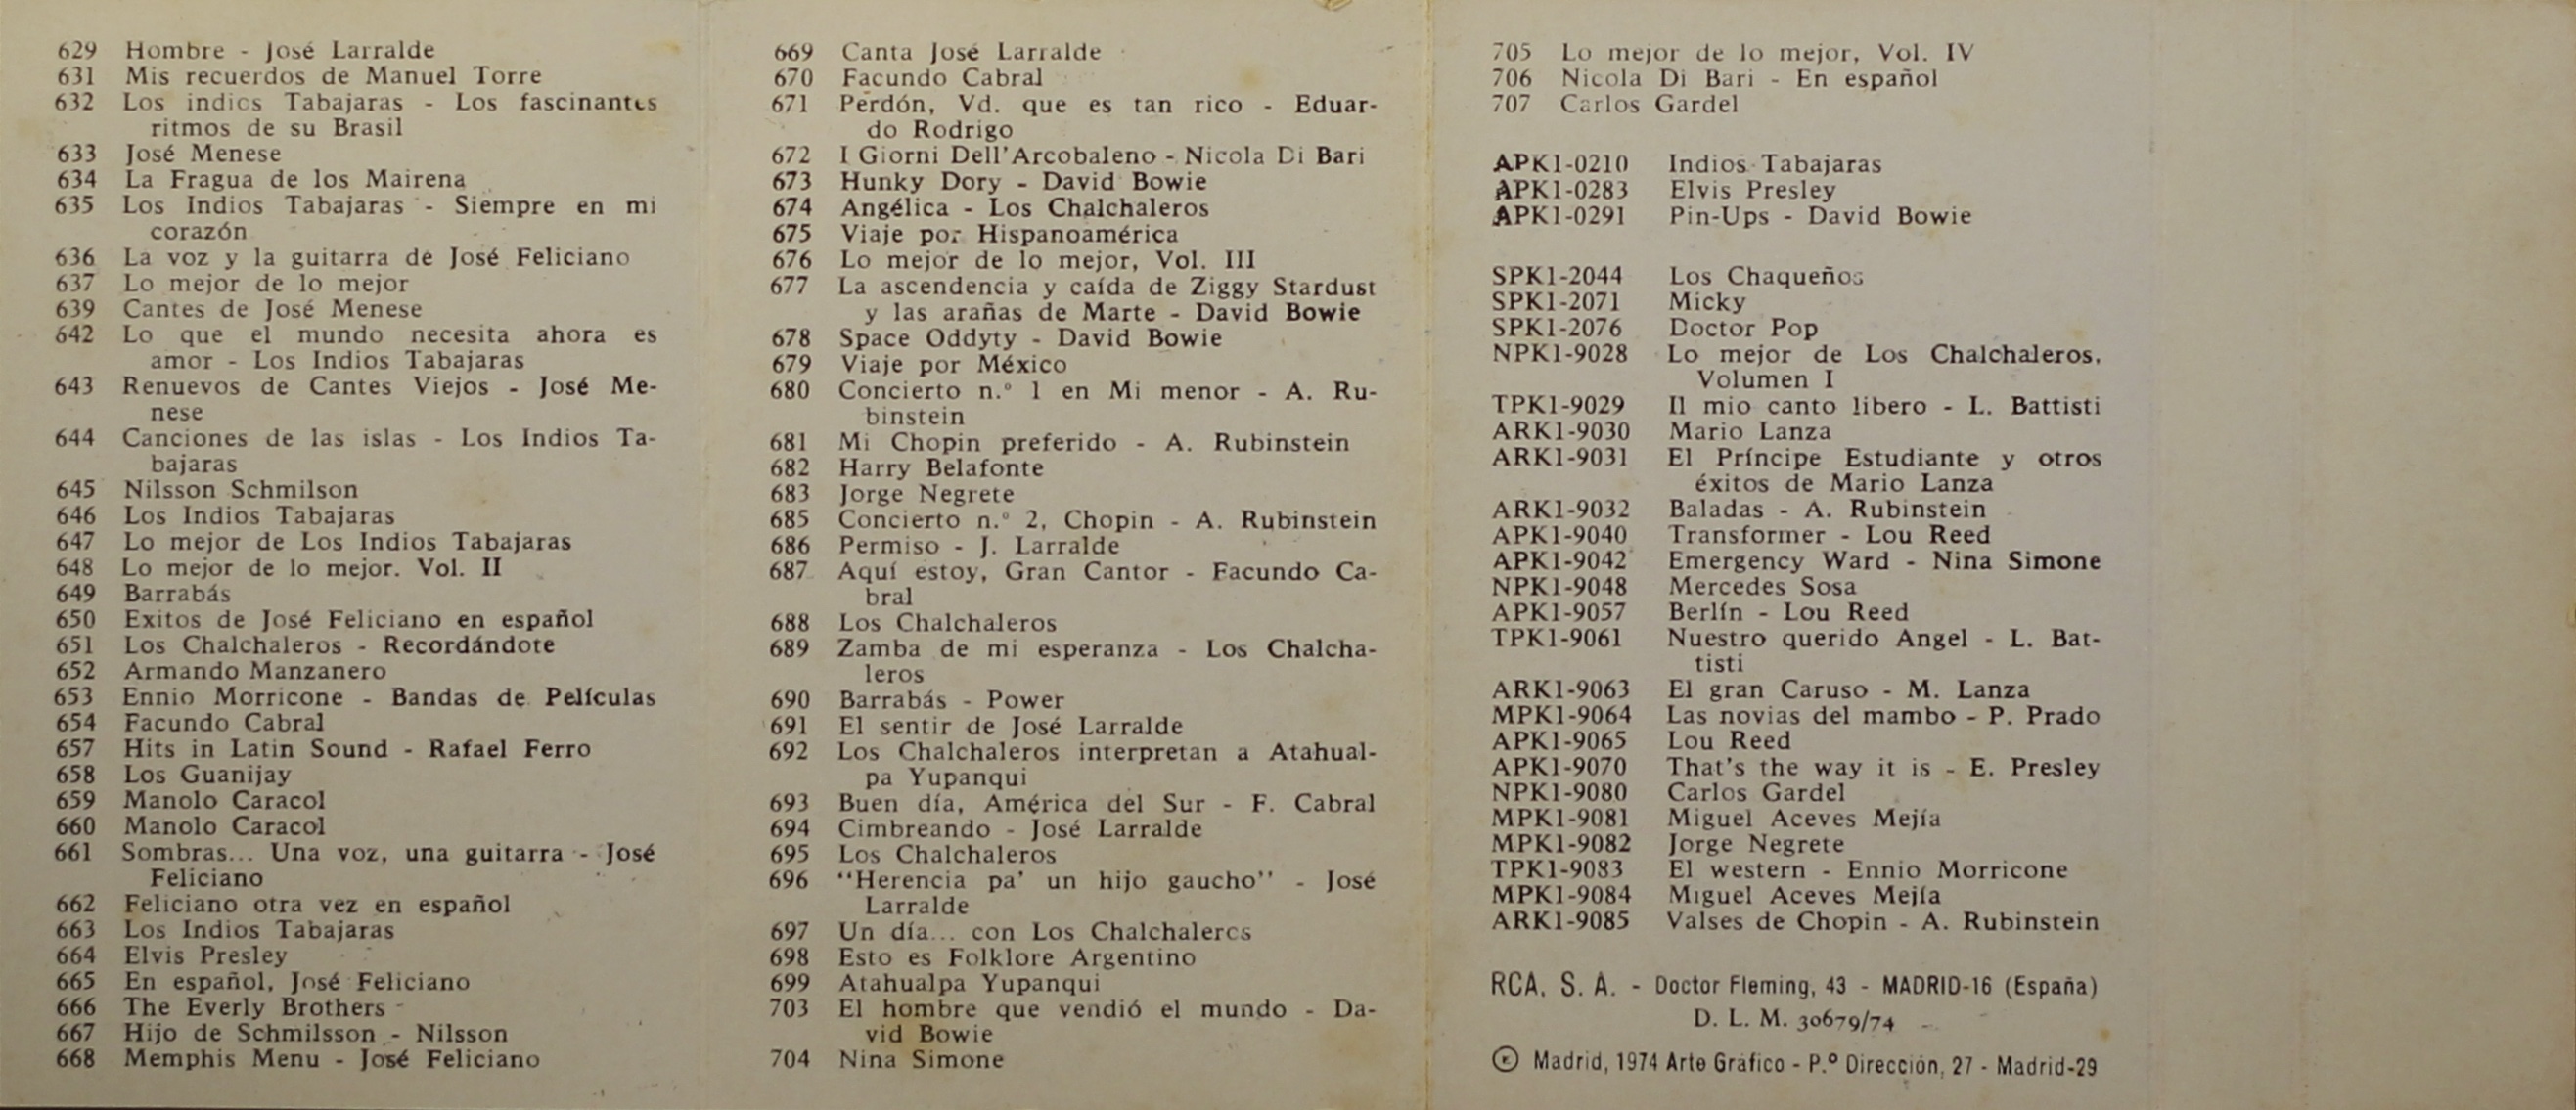 629 Hombre - José Larralde
631 Mis recuerdos de Manuel Torre
632 Los indios Tabajaras - Los fascinantes
ritmos de su Brasil
633 José Menese
634 La Fragua de los Mairena
635 Los Indios Tabajaras - Siempre en mi
corazón
636 La voz y la guitarra de José Feliciano
637 Lo mejor de lo mejor
639 Cantes de José Menese
642 Lo que el mundo necesita ahora es
amor - Los Indios Tabajaras
643 Renuevos de Cantes Viejos - José Me-
nese
644 Canciones de las islas - Los Indios Ta-
bajaras
645 Nilsson Schmilson
646 Los Indios Tabajaras
647 Lo mejor de Los Indios Tabajaras
648 Lo mejor de lo mejor. Vol. II
649 Barrabás
650 Exitos de José Feliciano en español
651 Los Chalchaleros - Recordándote
652 Armando Manzanero
653 Ennio Morricone - Bandas de Películas
654 Facundo Cabral
657 Hits in Latin Sound - Rafael Ferro
658 Los Guanijay
659 Manolo Caracol
660 Manolo Caracol
661 Sombras... Una voz, una guitarra - José
Feliciano
662 Feliciano otra vez en español
663 Los Indios Tabajaras
664 Elvis Presley
665 En español, José Feliciano
666 The Everly Brothers
667 Hijo de Schmilsson - Nilsson
668 Memphis Menu - José Feliciano
669 Canta José Larralde
670 Facundo Cabral
671 Perdón, Vd. que es tan rico - Eduar-
do Rodrigo
672 I Giorni Dell'Arcobaleno - Nicola Di Bari
673 Hunky Dory - David Bowie
674 Angélica - Los Chalchaleros
675 Viaje por Hispanoamérica
676 Lo mejor de lo mejor, Vol. III
677 La ascendencia y caída de Ziggy Stardust
y las arañas de Marte - David Bowie
678 Space Oddyty - David Bowie
679 Viaje por México
680 Concierto n.º 1 en Mi menor - A. Ru-
binstein
681 Mi Chopin preferido - A. Rubinstein
682 Harry Belafonte
683 Jorge Negrete
685 Concierto n.º 2, Chopin - A. Rubinstein
686 Permiso - J. Larralde
687 Aquí estoy, Gran Cantor - Facundo Ca-
bral
688 Los Chalchaleros
689 Zamba de mi esperanza - Los Chalcha-
leros
690 Barrabás - Power
691 El sentir de José Larralde
692 Los Chalchaleros interpretan a Atahual-
pa Yupanqui
693 Buen día, América del Sur - F. Cabral
694 Cimbreando - José Larralde
695 Los Chalchaleros
696 "Herencia pa' un hijo gaucho" - José
Larralde
697 Un día... con Los Chalchaleros
698 Esto es Folklore Argentino
699 Atahualpa Yupanqui
703 El hombre que vendió el mundo - Da-
vid Bowie
704 Nina Simone
705 Lo mejor de lo mejor, Vol. IV
706 Nicola Di Bari - En español
707 Carlos Gardel
APK1-0210 Indios Tabajaras
APK1-0283 Elvis Presley
APK1-0291 Pin-Ups - David Bowie
SPK1-2044 Los Chaqueños
SPK1-2071 Micky
SPK1-2076 Doctor Pop
NPK1-9028 Lo mejor de Los Chalchaleros,
Volumen I
TPK1-9029 Il mio canto libero - L. Battisti
ARK1-9030 Mario Lanza
ARK1-9031 El Príncipe Estudiante y otros
éxitos de Mario Lanza
ARK1-9032 Baladas - A. Rubinstein
APK1-9040 Transformer - Lou Reed
APK1-9042 Emergency Ward - Nina Simone
NPK1-9048 Mercedes Sosa
APK1-9057 Berlín - Lou Reed
TPK1-9061 Nuestro querido Angel - L. Bat-
tisti
ARK1-9063 El gran Caruso - M. Lanza
MPK1-9064 Las novias del mambo - P. Prado
APK1-9065 Lou Reed
APK1-9070 That's the way it is - E. Presley
NPK1-9080 Carlos Gardel
MPK1-9081 Miguel Aceves Mejía
MPK1-9082 Jorge Negrete
TPK1-9083 El western - Ennio Morricone
MPK1-9084 Miguel Aceves Mejía
ARK1-9085 Valses de Chopin - A. Rubinstein
RCA, S. A. - Doctor Fleming, 43 - MADRID-16 (España)
D. L. M. 30679/74
Madrid, 1974 Arte Gráfico - P.º Dirección, 27 - Madrid-29